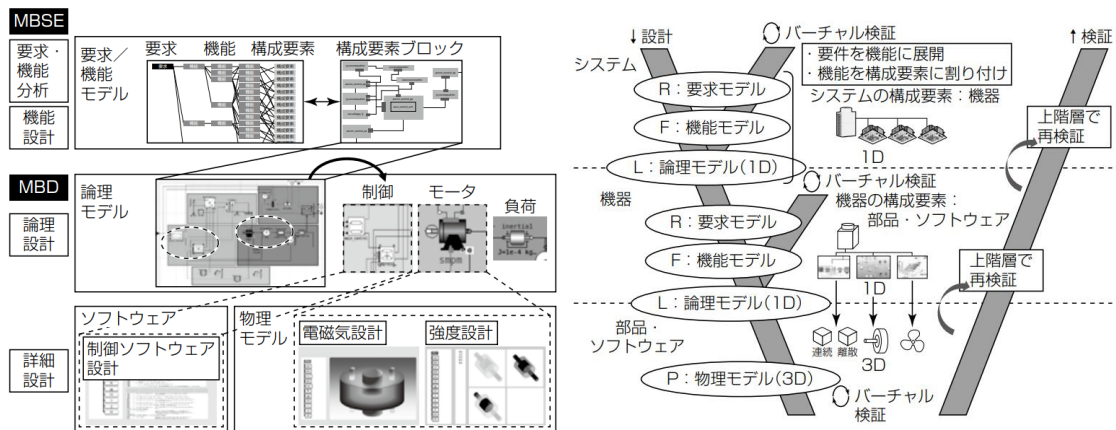 MBSE
要求・
機能
分析
機能
設計
要求／
機能
モデル
要求
機能
構成要素
構成要素ブロック
MBD
論理
設計
論理
モデル
制御
モータ
負荷
inertial
smpm
詳細
設計
ソフトウェア
制御ソフトウェア
設計
物理
モデル
電磁気設計
強度設計
↓設計
バーチャル検証
↑検証
システム
・要件を機能に展開
・機能を構成要素に割り付け
R：要求モデル
システムの構成要素：機器
F：機能モデル
1D
上階層で
再検証
L：論理モデル(1D)
機器
バーチャル検証
機器の構成要素：
部品・ソフトウェア
R：要求モデル
F：機能モデル
1D
上階層で
再検証
L：論理モデル(1D)
部品・
ソフトウェア
連続
離散
3D
P：物理モデル(3D)
バーチャル
検証